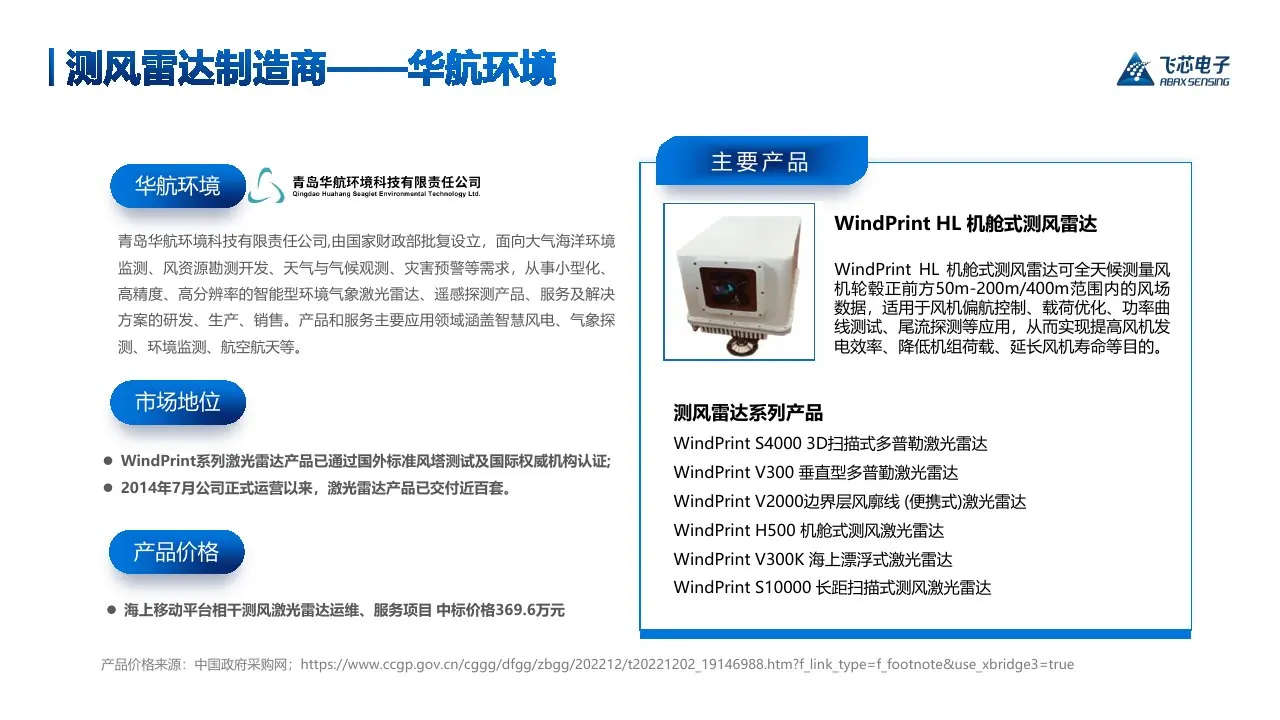 测风雷达制造商——华航环境
飞芯电子
ABAX SENSING
华航环境
青岛华航环境科技有限责任公司
Qingdao Huahang Seaglet Environmental Technology Ltd.
青岛华航环境科技有限责任公司,由国家财政部批复设立，面向大气海洋环境
监测、风资源勘测开发、天气与气候观测、灾害预警等需求，从事小型化、
高精度、高分辨率的智能型环境气象激光雷达、遥感探测产品、服务及解决
方案的研发、生产、销售。产品和服务主要应用领域涵盖智慧风电、气象探
测、环境监测、航空航天等。
市场地位
● WindPrint系列激光雷达产品已通过国外标准风塔测试及国际权威机构认证;
● 2014年7月公司正式运营以来，激光雷达产品已交付近百套。
产品价格
● 海上移动平台相干测风激光雷达运维、服务项目 中标价格369.6万元
主要产品
WindPrint HL 机舱式测风雷达
WindPrint HL 机舱式测风雷达可全天候测量风
机轮毂正前方50m-200m/400m范围内的风场
数据，适用于风机偏航控制、载荷优化、功率曲
线测试、尾流探测等应用，从而实现提高风机发
电效率、降低机组荷载、延长风机寿命等目的。
测风雷达系列产品
WindPrint S4000 3D扫描式多普勒激光雷达
WindPrint V300 垂直型多普勒激光雷达
WindPrint V2000边界层风廓线 (便携式)激光雷达
WindPrint H500 机舱式测风激光雷达
WindPrint V300K 海上漂浮式激光雷达
WindPrint S10000 长距扫描式测风激光雷达
产品价格来源：中国政府采购网；https://www.ccgp.gov.cn/cggg/dfgg/zbgg/202212/t20221202_19146988.htm?f_link_type=f_footnote&use_xbridge3=true